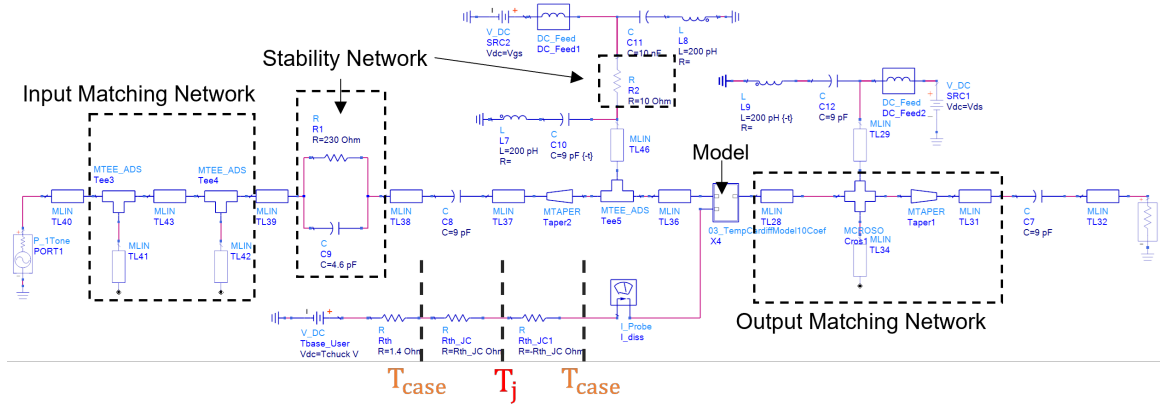 V_DC
SRC2
Vdc=Vgs
DC_Feed
DC_Feed1
C
C11
C=10 nF
L
L8
L=200 pH
R=
Stability Network
Input Matching Network
R
R2
R=10 Ohm
L
L9
L=200 pH {-t}
R=
C
C12
C=9 pF
DC_Feed
DC_Feed2
V_DC
SRC1
Vdc=Vds
R
R1
R=230 Ohm
L
L7
L=200 pH
R=
C
C10
C=9 pF {-t}
MLIN
TL46
MLIN
TL29
Model
MTEE_ADS
Tee3
MTEE_ADS
Tee4
MLIN
TL40
MLIN
TL43
MLIN
TL39
MLIN
TL38
C
C8
C=9 pF
MLIN
TL37
MTAPER
Taper2
MTEE_ADS
Tee5
MLIN
TL36
MLIN
TL28
03_TempCardiffModel10Coef
X4
MCROSO
Cros1
MTAPER
Taper1
MLIN
TL31
C
C7
C=9 pF
MLIN
TL32
P_1Tone
PORT1
MLIN
TL41
MLIN
TL42
C
C9
C=4.6 pF
MLIN
TL34
Output Matching Network
V_DC
Tbase_User
Vdc=Tchuck V
R
Rth
R=1.4 Ohm
R
Rth_JC
R=Rth_JC Ohm
R
Rth_JC1
R=-Rth_JC Ohm
I_Probe
I_diss
Tcase
Tj
Tcase